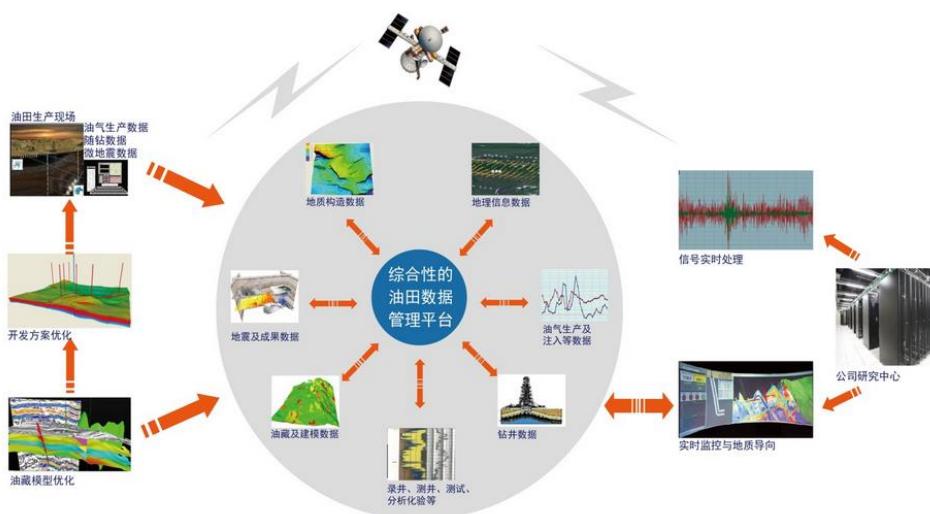 油田生产现场
油气生产数据
随钻数据
微地震数据
地质构造数据
地理信息数据
信号实时处理
综合性的
油田数据
管理平台
开发方案优化
地震及成果数据
油气生产及
注入等数据
公司研究中心
油藏及建模数据
钻井数据
实时监控与地质导向
油藏模型优化
录井、测井、测试、
分析化验等